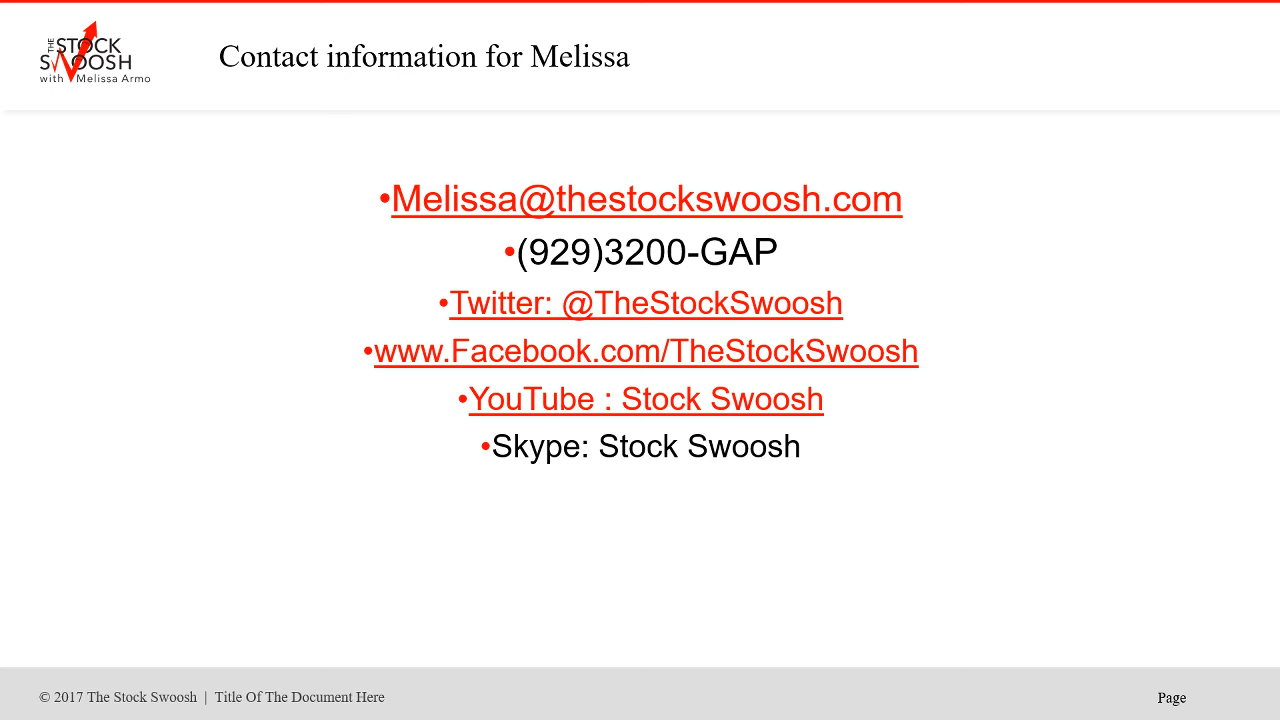 THE STOCK
SWOOSH
with Melissa Armo
Contact information for Melissa
•Melissa@thestockswoosh.com
•(929)3200-GAP
•Twitter: @TheStockSwoosh
•www.Facebook.com/TheStockSwoosh
•YouTube : Stock Swoosh
•Skype: Stock Swoosh
© 2017 The Stock Swoosh | Title Of The Document Here
Page